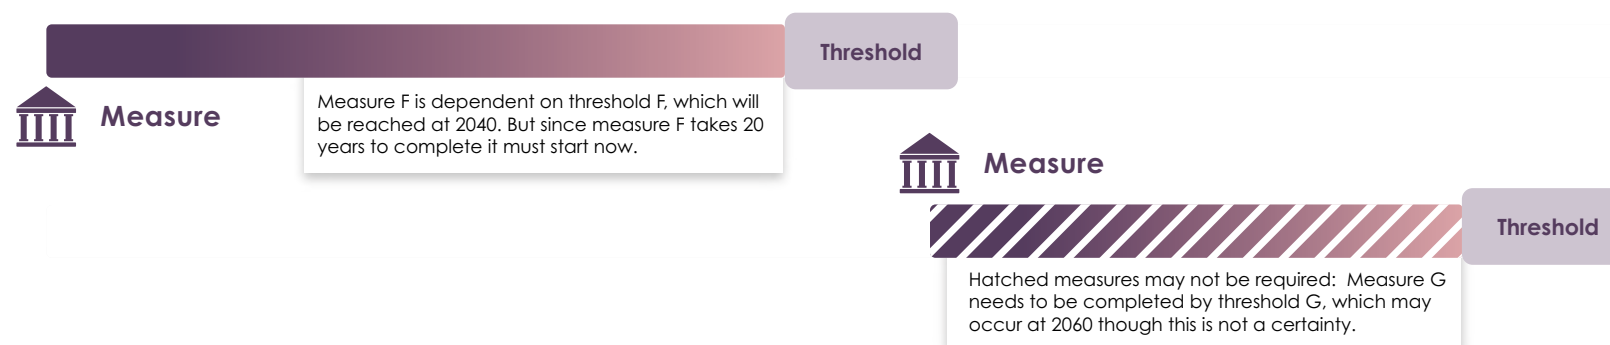 Threshold
Measure
Measure F is dependent on threshold F, which will
be reached at 2040. But since measure F takes 20
years to complete it must start now.
Measure
Threshold
Hatched measures may not be required:  Measure G
needs to be completed by threshold G, which may
occur at 2060 though this is not a certainty.